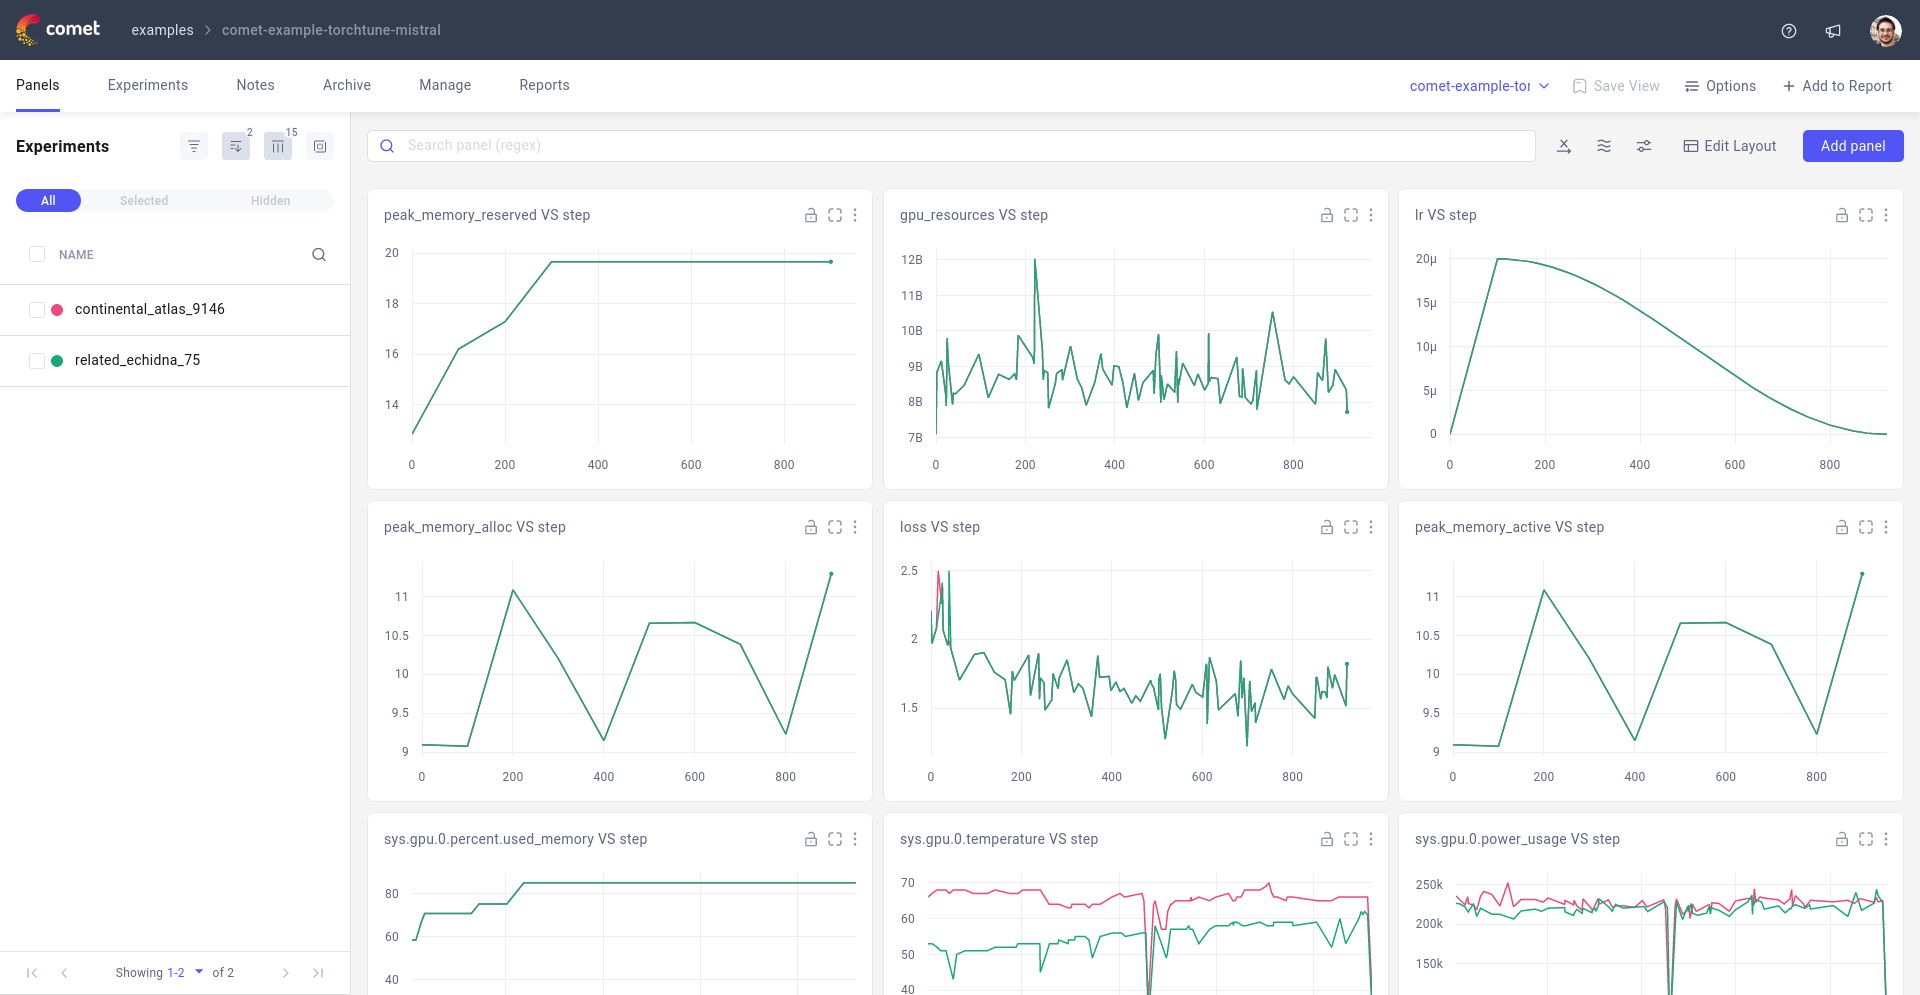 comet examples comet-example-torchtune-mistral
Panels Experiments Notes Archive Manage Reports comet-example-tor Save View Options Add to Report
Experiments 2 15
Search panel (regex) Edit Layout Add panel
All Selected Hidden
NAME
continental_atlas_9146
related_echidna_75
Showing 1-2 of 2
peak_memory_reserved VS step
20
18
16
14
0 200 400 600 800
gpu_resources VS step
12B
11B
10B
9B
8B
7B
0 200 400 600 800
lr VS step
20µ
15µ
10µ
5µ
0
0 200 400 600 800
peak_memory_alloc VS step
11
10.5
10
9.5
9
0 200 400 600 800
loss VS step
2.5
2
1.5
0 200 400 600 800
peak_memory_active VS step
11
10.5
10
9.5
9
0 200 400 600 800
sys.gpu.0.percent.used_memory VS step
80
60
40
sys.gpu.0.temperature VS step
70
60
50
40
sys.gpu.0.power_usage VS step
250k
200k
150k